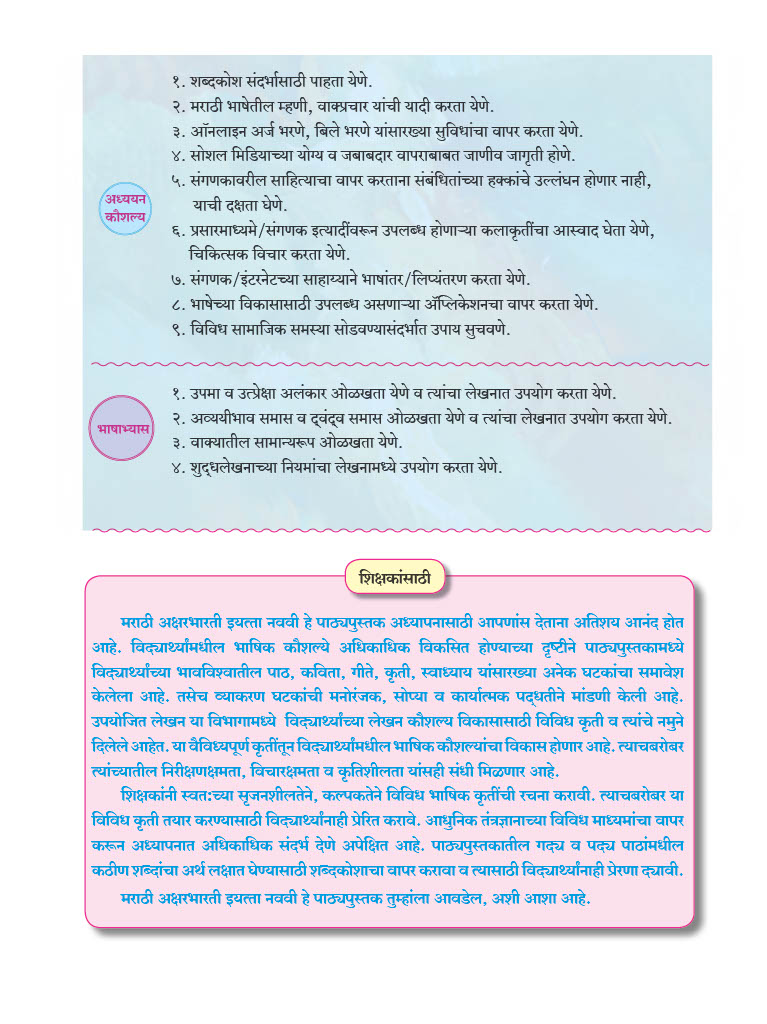 अध्ययन
कौशल्य
१. शब्दकोश संदर्भासाठी पाहता येणे.
२. मराठी भाषेतील म्हणी, वाक्प्रचार यांची यादी करता येणे.
३. ऑनलाइन अर्ज भरणे, बिले भरणे यांसारख्या सुविधांचा वापर करता येणे.
४. सोशल मिडियाच्या योग्य व जबाबदार वापराबाबत जाणीव जागृती होणे.
५. संगणकावरील साहित्याचा वापर करताना संबंधितांच्या हक्कांचे उल्लंघन होणार नाही,
याची दक्षता घेणे.
६. प्रसारमाध्यमे/संगणक इत्यादींवरून उपलब्ध होणाऱ्या कलाकृतींचा आस्वाद घेता येणे,
चिकित्सक विचार करता येणे.
७. संगणक/इंटरनेटच्या साहाय्याने भाषांतर/लिप्यंतरण करता येणे.
८. भाषेच्या विकासासाठी उपलब्ध असणाऱ्या ॲप्लिकेशनचा वापर करता येणे.
९. विविध सामाजिक समस्या सोडवण्यासंदर्भात उपाय सुचवणे.
भाषाभ्यास
१. उपमा व उत्प्रेक्षा अलंकार ओळखता येणे व त्यांचा लेखनात उपयोग करता येणे.
२. अव्ययीभाव समास व द्वंद्व समास ओळखता येणे व त्यांचा लेखनात उपयोग करता येणे.
३. वाक्यातील सामान्यरूप ओळखता येणे.
४. शुद्धलेखनाच्या नियमांचा लेखनामध्ये उपयोग करता येणे.
शिक्षकांसाठी
मराठी अक्षरभारती इयत्ता नववी हे पाठ्यपुस्तक अध्यापनासाठी आपणांस देताना अतिशय आनंद होत
आहे. विद्यार्थ्यांमधील भाषिक कौशल्ये अधिकाधिक विकसित होण्याच्या दृष्टीने पाठ्यपुस्तकामध्ये
विद्यार्थ्यांच्या भावविश्वातील पाठ, कविता, गीते, कृती, स्वाध्याय यांसारख्या अनेक घटकांचा समावेश
केलेला आहे. तसेच व्याकरण घटकांची मनोरंजक, सोप्या व कार्यात्मक पद्धतीने मांडणी केली आहे.
उपयोजित लेखन या विभागामध्ये विद्यार्थ्यांच्या लेखन कौशल्य विकासासाठी विविध कृती व त्यांचे नमुने
दिलेले आहेत. या वैविध्यपूर्ण कृतींतून विद्यार्थ्यांमधील भाषिक कौशल्यांचा विकास होणार आहे. त्याचबरोबर
त्यांच्यातील निरीक्षणक्षमता, विचारक्षमता व कृतिशीलता यांसही संधी मिळणार आहे.
शिक्षकांनी स्वतःच्या सृजनशीलतेने, कल्पकतेने विविध भाषिक कृतींची रचना करावी. त्याचबरोबर या
विविध कृती तयार करण्यासाठी विद्यार्थ्यांनाही प्रेरित करावे. आधुनिक तंत्रज्ञानाच्या विविध माध्यमांचा वापर
करून अध्यापनात अधिकाधिक संदर्भ देणे अपेक्षित आहे. पाठ्यपुस्तकातील गद्य व पद्य पाठांमधील
कठीण शब्दांचा अर्थ लक्षात घेण्यासाठी शब्दकोशाचा वापर करावा व त्यासाठी विद्यार्थ्यांनाही प्रेरणा द्यावी.
मराठी अक्षरभारती इयत्ता नववी हे पाठ्यपुस्तक तुम्हांला आवडेल, अशी आशा आहे.